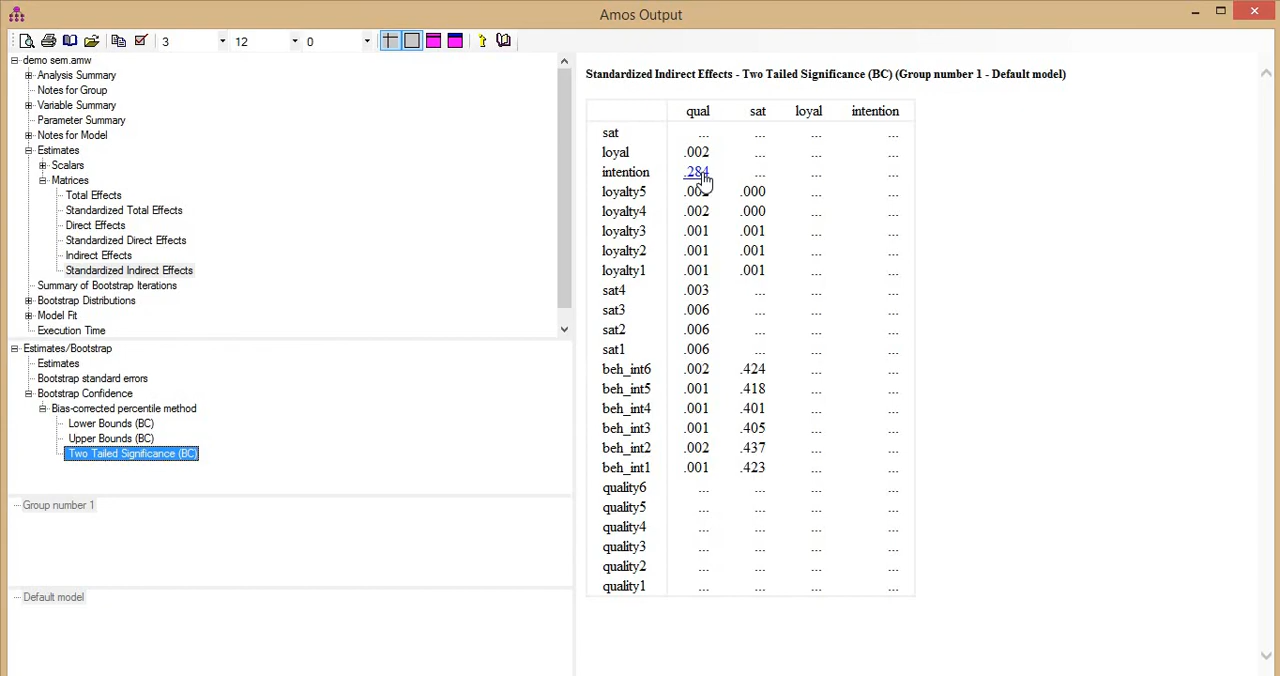 Amos Output
3 12 0
demo sem.amw
Analysis Summary
Notes for Group
Variable Summary
Parameter Summary
Notes for Model
Estimates
Scalars
Matrices
Total Effects
Standardized Total Effects
Direct Effects
Standardized Direct Effects
Indirect Effects
Standardized Indirect Effects
Summary of Bootstrap Iterations
Bootstrap Distributions
Model Fit
Execution Time
Estimates/Bootstrap
Estimates
Bootstrap standard errors
Bootstrap Confidence
Bias-corrected percentile method
Lower Bounds (BC)
Upper Bounds (BC)
Two Tailed Significance (BC)
Group number 1
Default model
Standardized Indirect Effects - Two Tailed Significance (BC) (Group number 1 - Default model)
qual sat loyal intention
sat ... ... ... ...
loyal .002 ... ... ...
intention .284 ... ... ...
loyalty5 .002 .000 ... ...
loyalty4 .002 .000 ... ...
loyalty3 .001 .001 ... ...
loyalty2 .001 .001 ... ...
loyalty1 .001 .001 ... ...
sat4 .003 ... ... ...
sat3 .006 ... ... ...
sat2 .006 ... ... ...
sat1 .006 ... ... ...
beh_int6 .002 .424 ... ...
beh_int5 .001 .418 ... ...
beh_int4 .001 .401 ... ...
beh_int3 .001 .405 ... ...
beh_int2 .002 .437 ... ...
beh_int1 .001 .423 ... ...
quality6 ... ... ... ...
quality5 ... ... ... ...
quality4 ... ... ... ...
quality3 ... ... ... ...
quality2 ... ... ... ...
quality1 ... ... ... ...